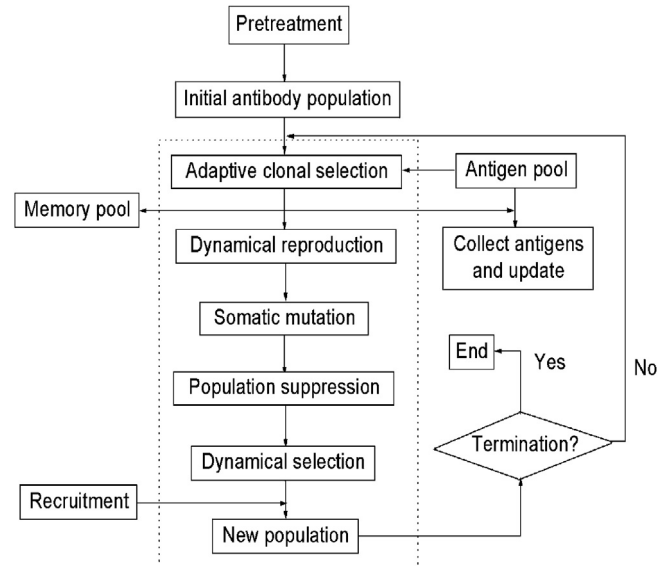 Pretreatment
Initial antibody population
Adaptive clonal selection
Antigen pool
Memory pool
Dynamical reproduction
Collect antigens
and update
Somatic mutation
End
Yes
No
Population suppression
Termination?
Dynamical selection
Recruitment
New population